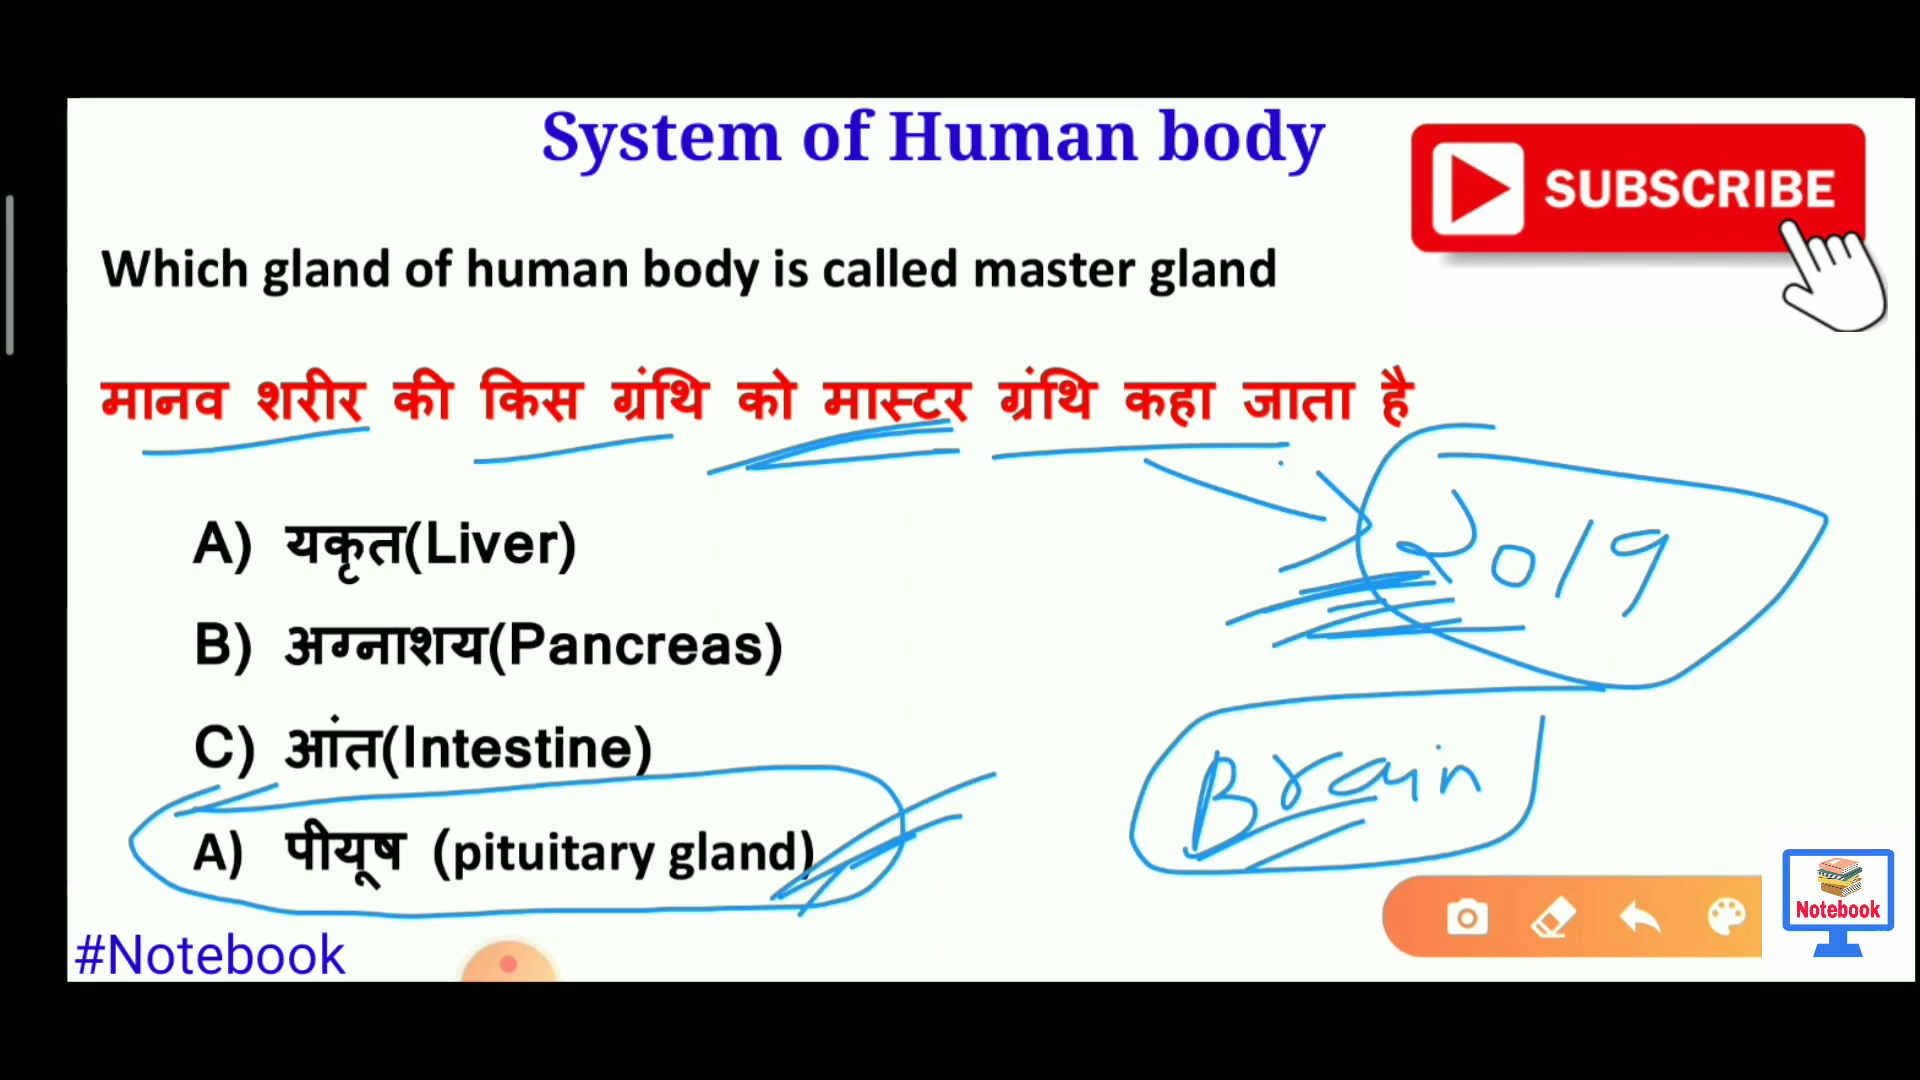 System of Human body
SUBSCRIBE
Which gland of human body is called master gland
मानव शरीर की किस ग्रंथि को मास्टर ग्रंथि कहा जाता है
2019
A) यकृत(Liver)
B) अग्नाशय(Pancreas)
C) आंत(Intestine)
Brain
A) पीयूष (pituitary gland)
Notebook
#Notebook